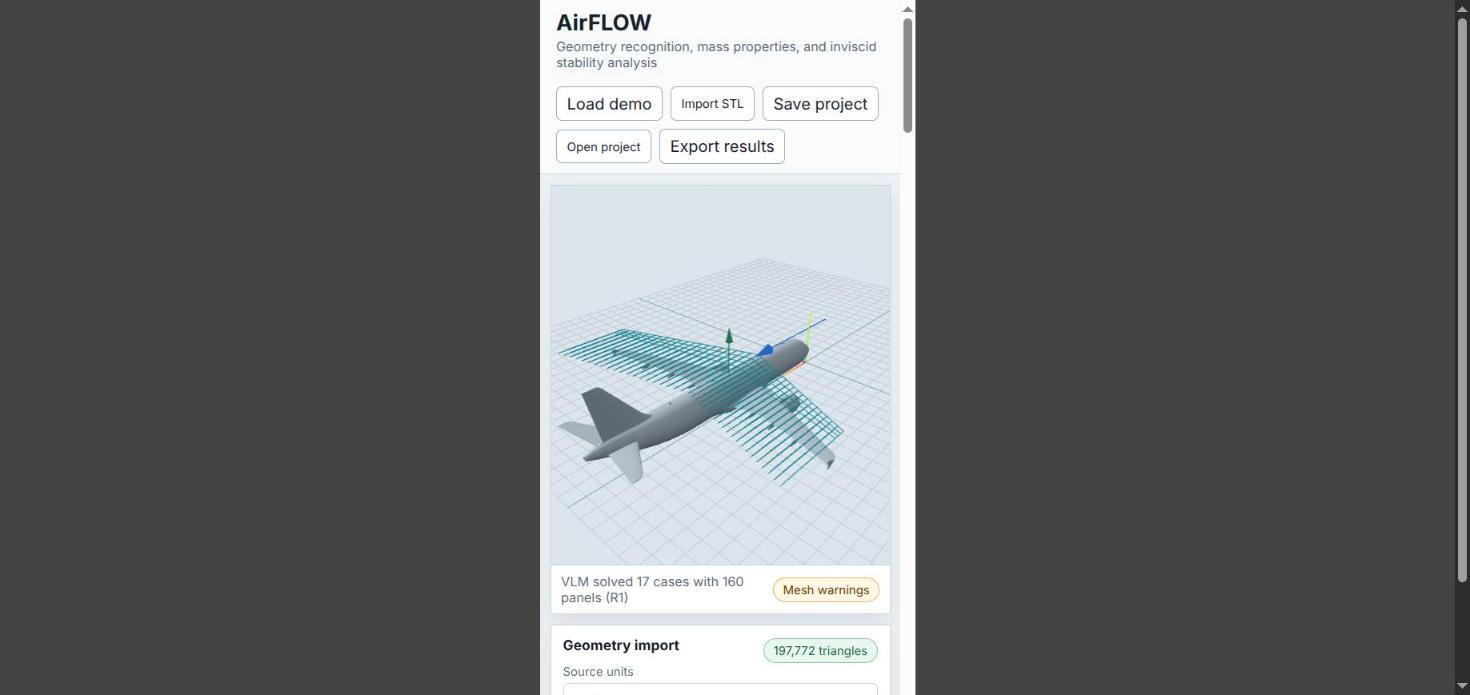 AirFLOW
Geometry recognition, mass properties, and inviscid
stability analysis
Load demo
Import STL
Save project
Open project
Export results
VLM solved 17 cases with 160
panels (R1)
Mesh warnings
Geometry import
197,772 triangles
Source units